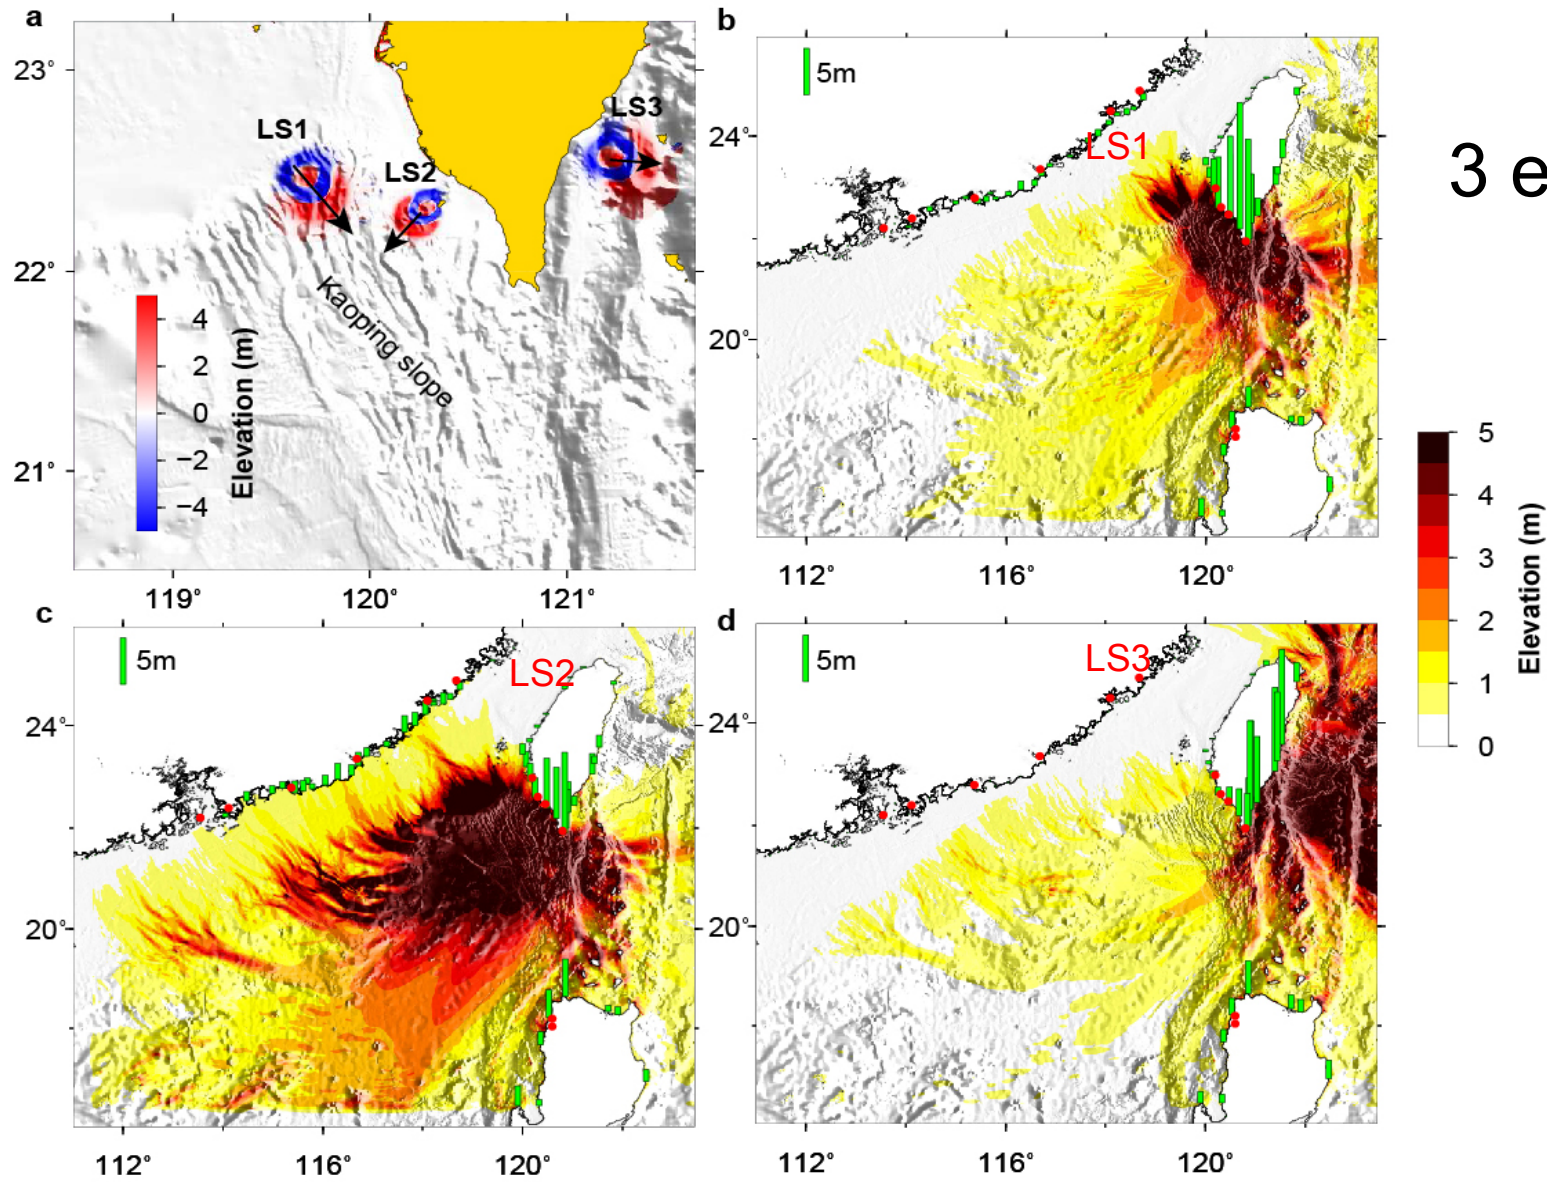 a
23°
22°
21°
119°
120°
121°
LS1
LS2
LS3
Kaoping slope
4
2
0
−2
−4
Elevation (m)
b
5m
LS1
24°
20°
112°
116°
120°
3 e
5
4
3
2
1
0
Elevation (m)
c
5m
LS2
24°
20°
112°
116°
120°
d
5m
LS3
24°
20°
112°
116°
120°